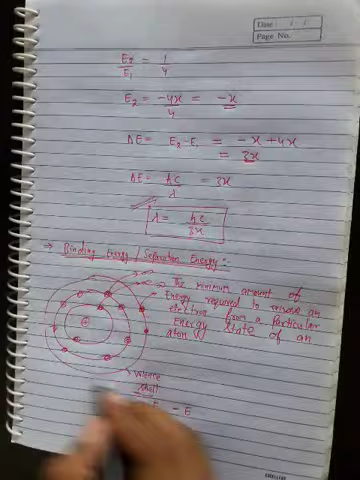 Date : / /
Page No.
E₂/E₁ = 1/4
E₂ = -4x/4 = -x
ΔE = E₂ - E₁ = -x + 4x
= 3x
ΔE = hc/λ = 3x
λ = hc/3x
→ Binding Energy / Separation Energy :-
→ The minimum amount of
Energy required to remove an
electron from a particular
Energy state of an
atom
valence
shell
- E